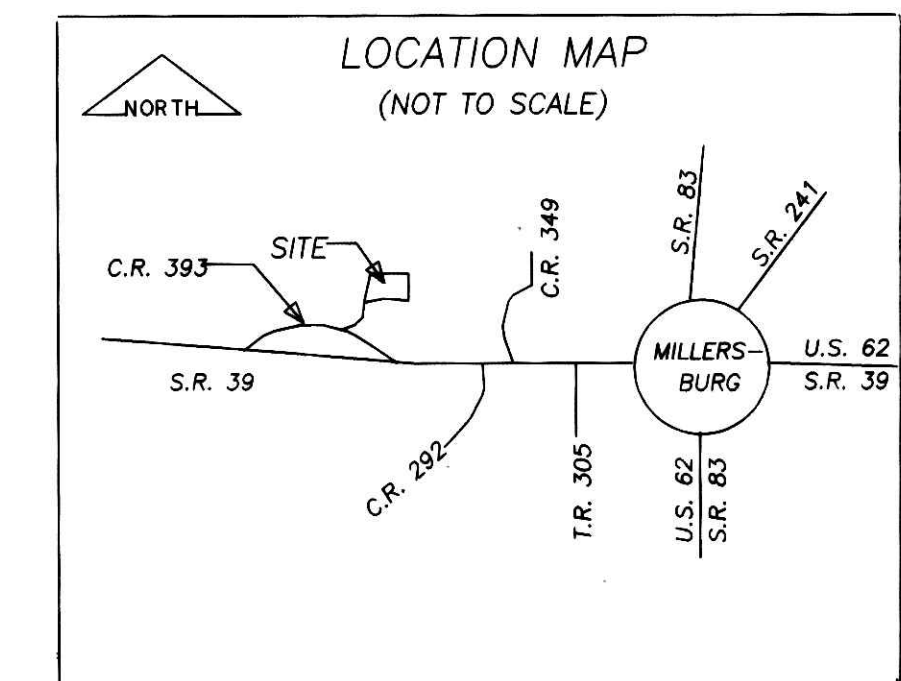 LOCATION MAP
(NOT TO SCALE)
NORTH
S.R. 83
S.R. 241
C.R. 349
SITE
C.R. 393
MILLERS-
BURG
U.S. 62
S.R. 39
S.R. 39
C.R. 292
T.R. 305
U.S. 62
S.R. 83